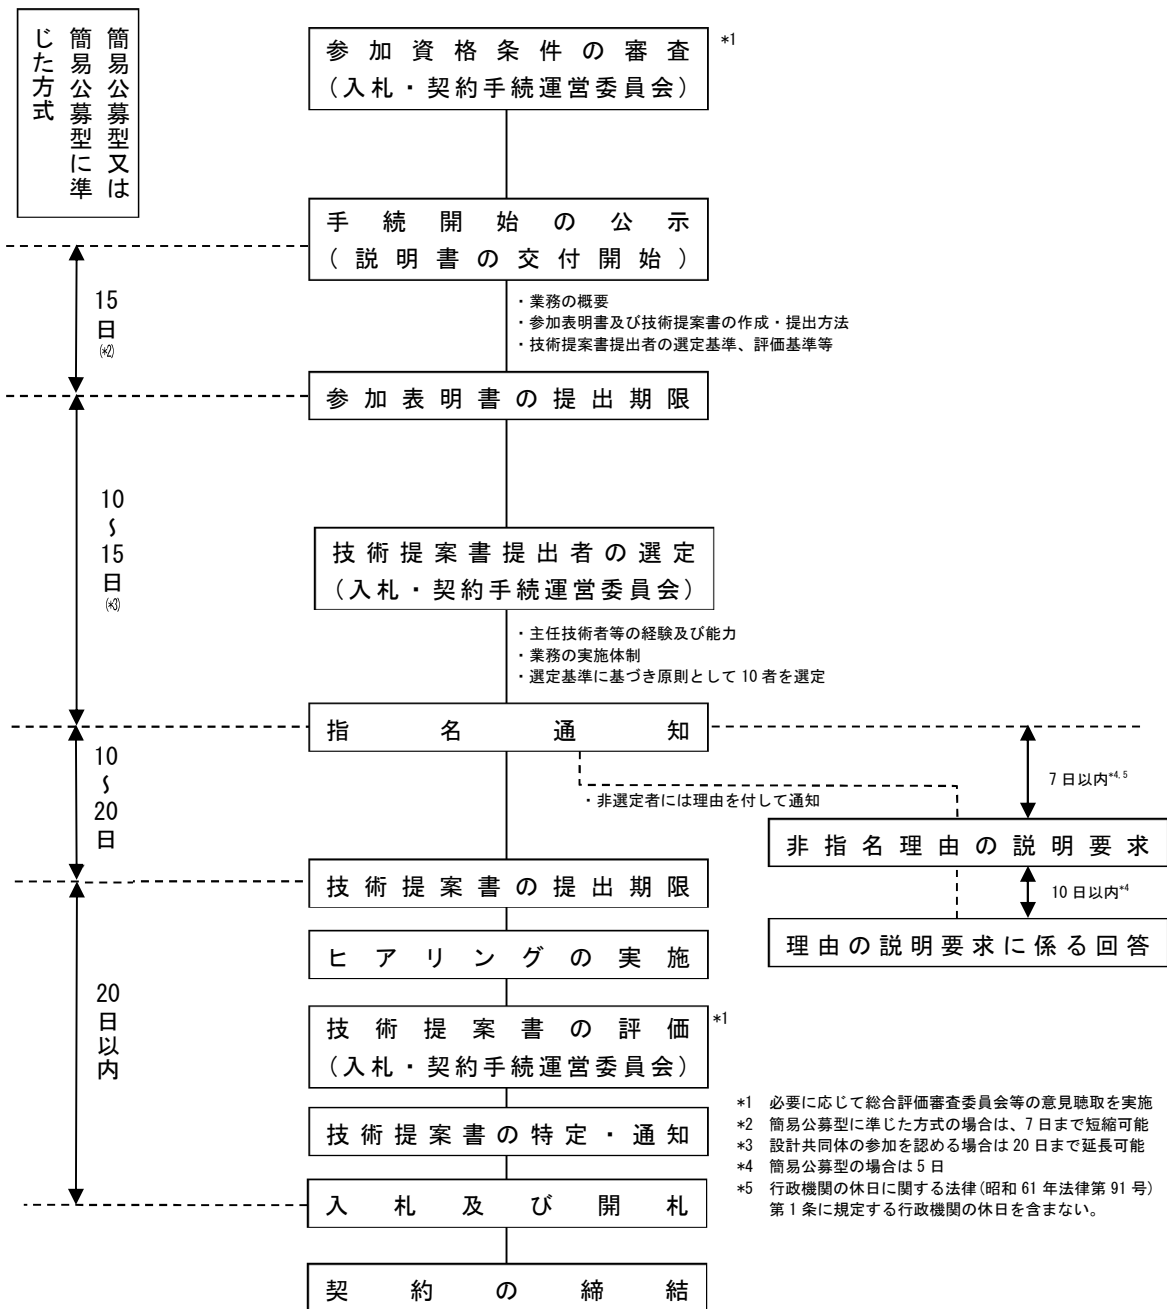 簡易公募型又は
簡易公募型に準
じた方式
参加資格条件の審査
(入札・契約手続運営委員会)
*1
手続開始の公示
(説明書の交付開始)
・業務の概要
・参加表明書及び技術提案書の作成・提出方法
・技術提案書提出者の選定基準、評価基準等
15日(*2)
参加表明書の提出期限
10~15日(*3)
技術提案書提出者の選定
(入札・契約手続運営委員会)
・主任技術者等の経験及び能力
・業務の実施体制
・選定基準に基づき原則として10者を選定
指名通知
・非選定者には理由を付して通知
7日以内*4,5
非指名理由の説明要求
10日以内*4
理由の説明要求に係る回答
10~20日
技術提案書の提出期限
ヒアリングの実施
20日以内
技術提案書の評価
(入札・契約手続運営委員会)
*1
技術提案書の特定・通知
入札及び開札
契約の締結
*1 必要に応じて総合評価審査委員会等の意見聴取を実施
*2 簡易公募型に準じた方式の場合は、7日まで短縮可能
*3 設計共同体の参加を認める場合は20日まで延長可能
*4 簡易公募型の場合は5日
*5 行政機関の休日に関する法律(昭和61年法律第91号)
第1条に規定する行政機関の休日を含まない。